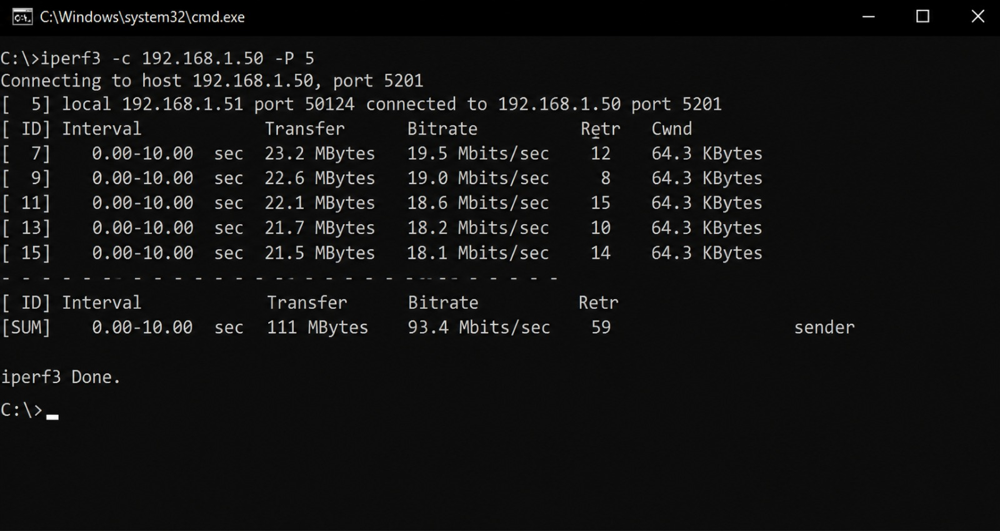 C:\Windows\system32\cmd.exe
C:\>iperf3 -c 192.168.1.50 -P 5
Connecting to host 192.168.1.50, port 5201
[  5] local 192.168.1.51 port 50124 connected to 192.168.1.50 port 5201
[ ID] Interval            Transfer      Bitrate          Retr   Cwnd
[  7]    0.00-10.00  sec  23.2 MBytes   19.5 Mbits/sec    12    64.3 KBytes
[  9]    0.00-10.00  sec  22.6 MBytes   19.0 Mbits/sec     8    64.3 KBytes
[ 11]    0.00-10.00  sec  22.1 MBytes   18.6 Mbits/sec    15    64.3 KBytes
[ 13]    0.00-10.00  sec  21.7 MBytes   18.2 Mbits/sec    10    64.3 KBytes
[ 15]    0.00-10.00  sec  21.5 MBytes   18.1 Mbits/sec    14    64.3 KBytes
- - - - - - - - - - - - - - - - - - - - - - - - - - - -
[ ID] Interval            Transfer      Bitrate          Retr
[SUM]    0.00-10.00  sec  111 MBytes    93.4 Mbits/sec    59                  sender
iperf3 Done.
C:\>